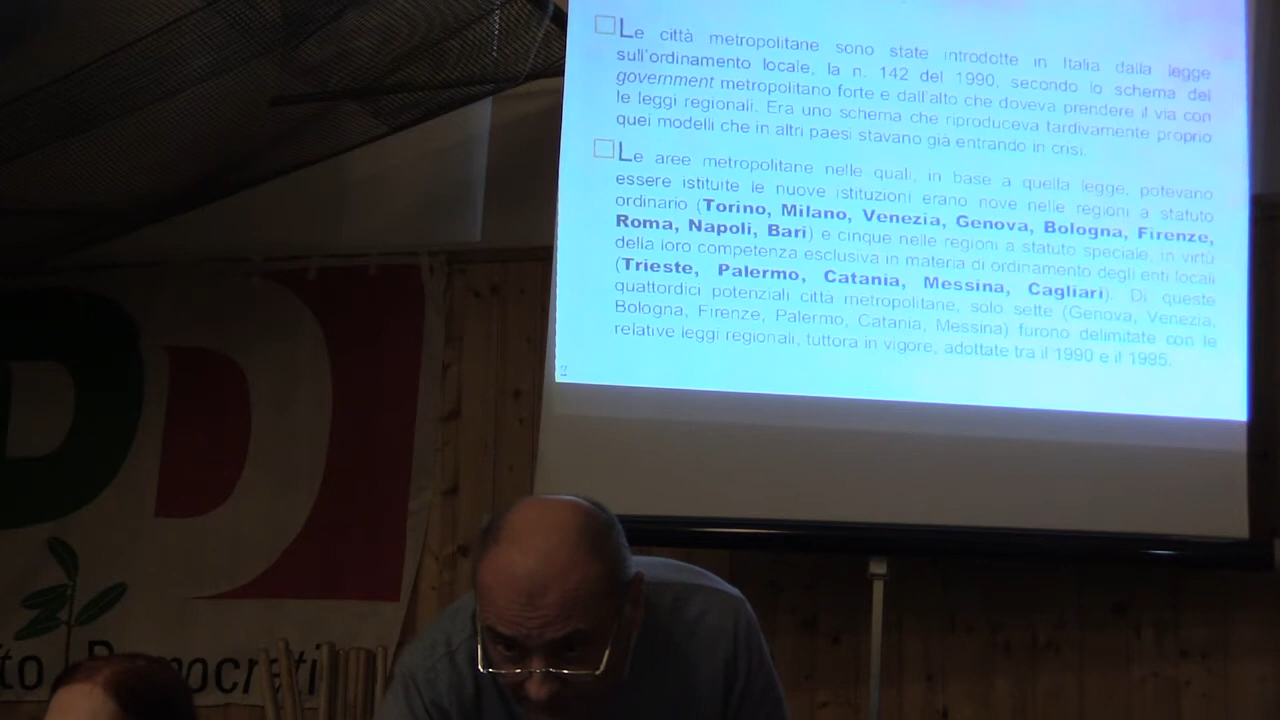 Le città metropolitane sono state introdotte in Italia dalla legge
sull'ordinamento locale, la n. 142 del 1990, secondo lo schema del
government metropolitano forte e dall'alto che doveva prendere il via con
le leggi regionali. Era uno schema che riproduceva tardivamente proprio
quei modelli che in altri paesi stavano già entrando in crisi.
Le aree metropolitane nelle quali, in base a quella legge, potevano
essere istituite le nuove istituzioni erano nove nelle regioni a statuto
ordinario (Torino, Milano, Venezia, Genova, Bologna, Firenze,
Roma, Napoli, Bari) e cinque nelle regioni a statuto speciale, in virtù
della loro competenza esclusiva in materia di ordinamento degli enti locali
(Trieste, Palermo, Catania, Messina, Cagliari). Di queste
quattordici potenziali città metropolitane, solo sette (Genova, Venezia,
Bologna, Firenze, Palermo, Catania, Messina) furono delimitate con le
relative leggi regionali, tuttora in vigore, adottate tra il 1990 e il 1995.
2
PD